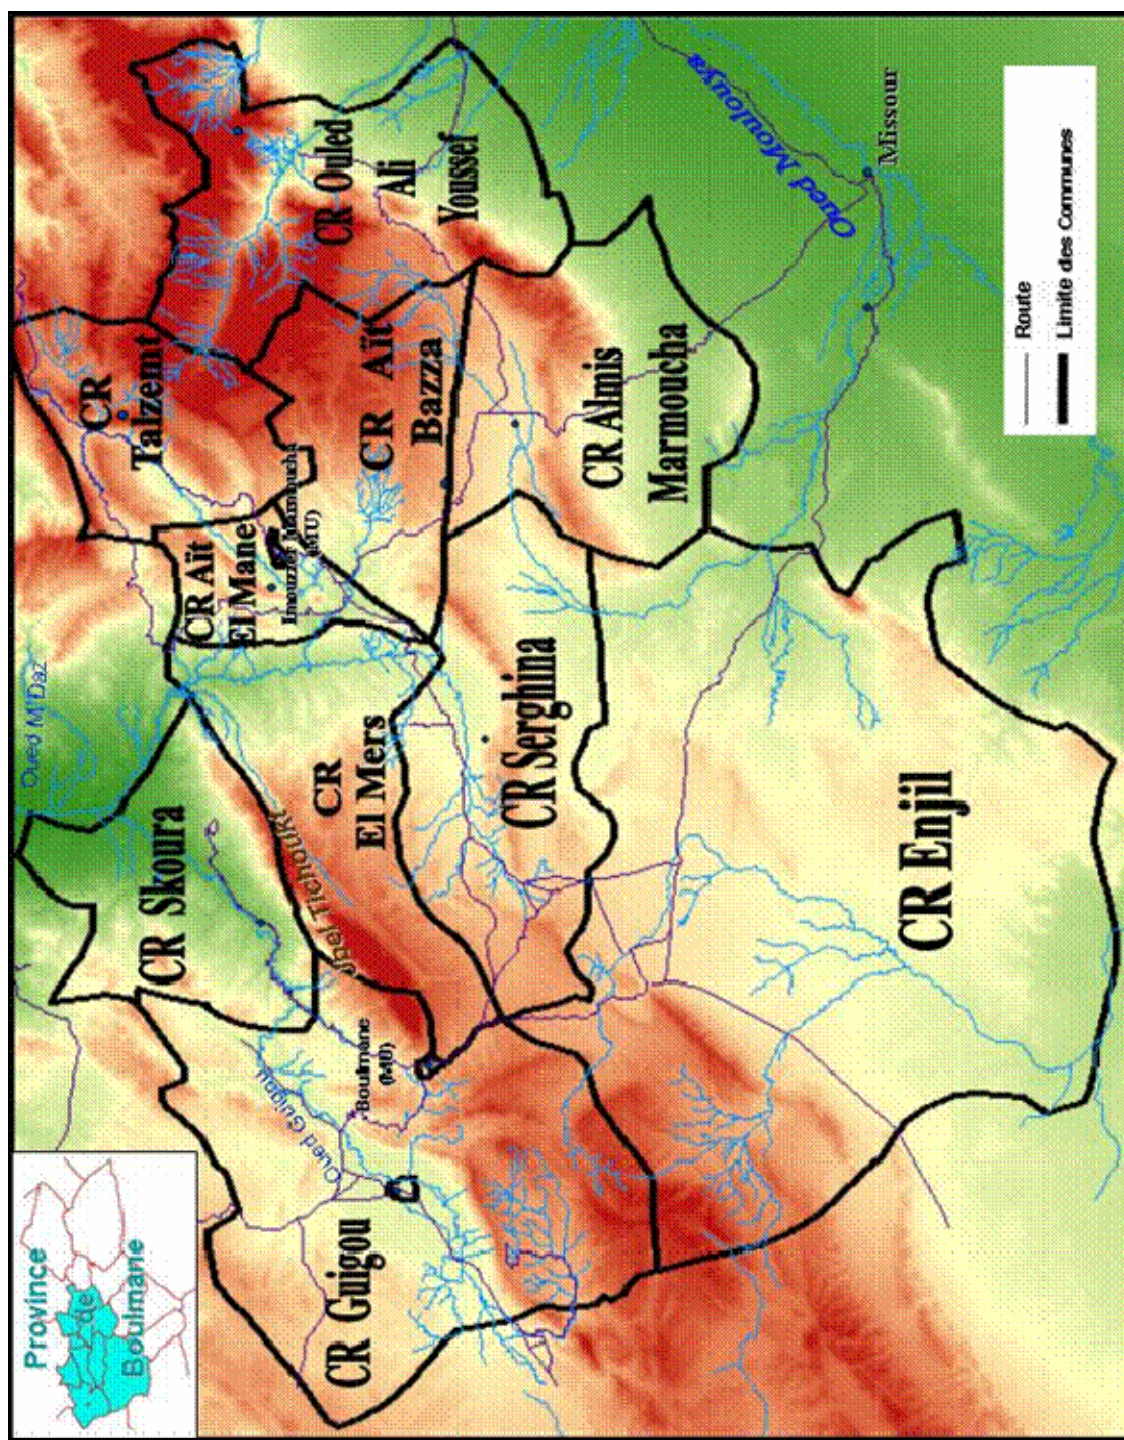 Province
de
Boulmane
Oued M'Daz
CR
Talzemt
CR Ouled
Ali
Youssef
CR Aït
El Mane
Imouzzer Marmoucha
(MU)
CR Aït
Bazza
CR Skoura
CR
El Mers
Jbel Tichoukt
CR Almis
Marmoucha
CR Serghina
Oued Guigou
Boulmane
(MU)
CR Guigou
CR Enjil
Oued Moulouya
Missour
Route
Limite des Communes